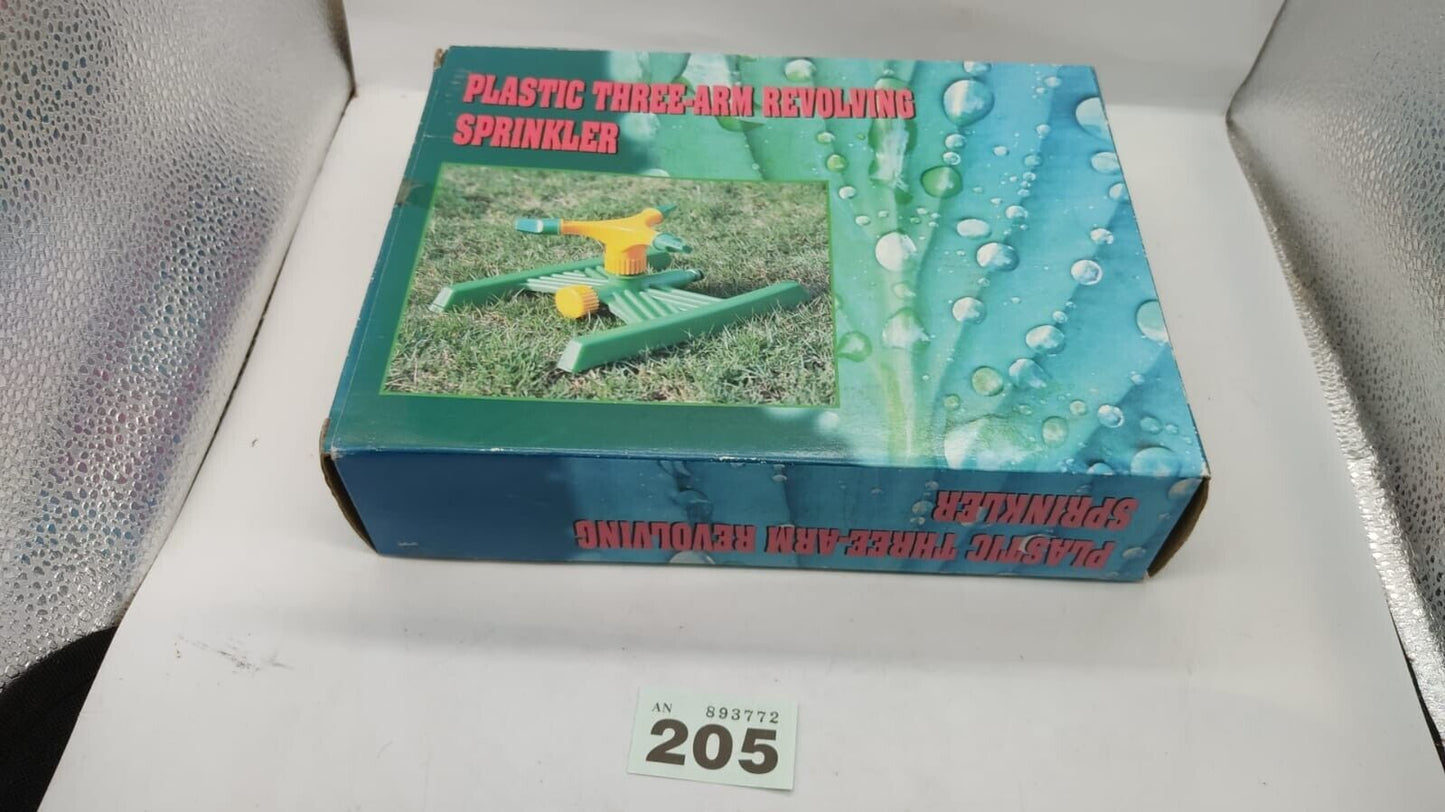 PLASTIC THREE-ARM REVOLVING
SPRINKLER
PLASTIC THREE-ARM REVOLVING
SPRINKLER
AN 893772
205